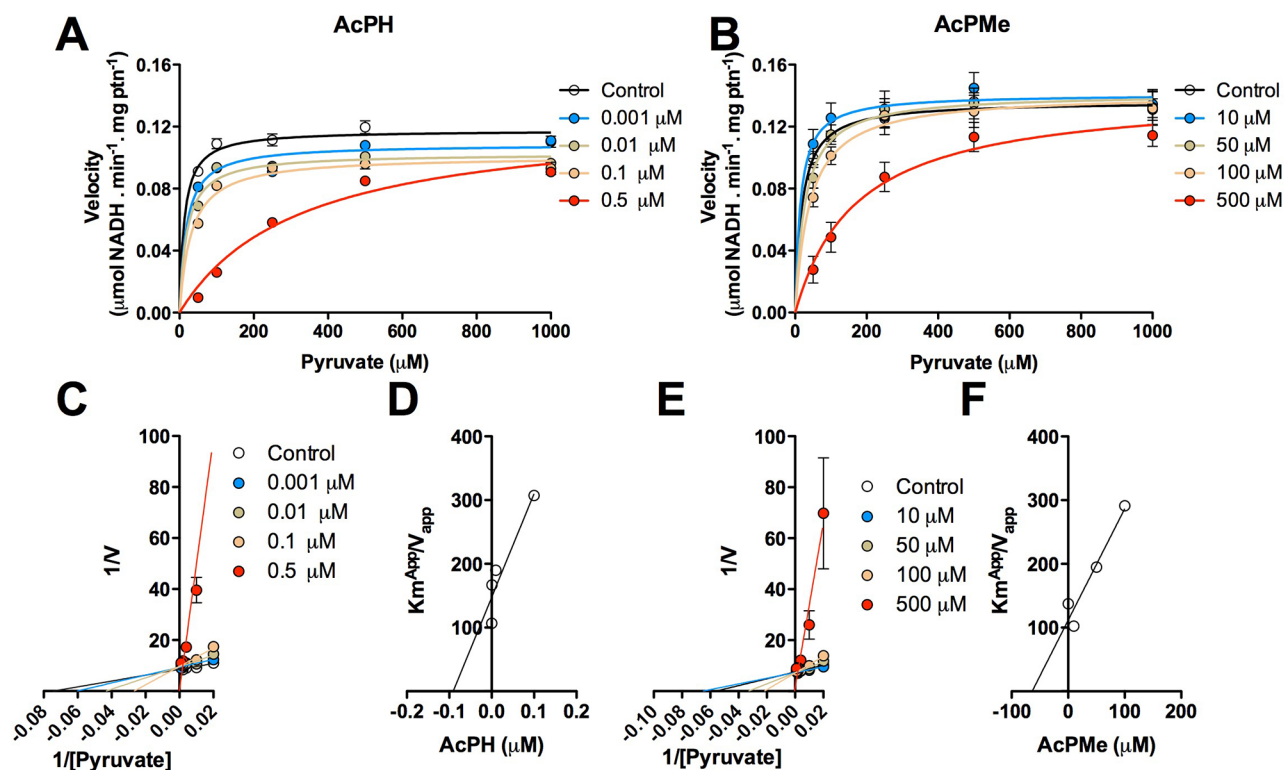 A
AcPH
Velocity
(μmol NADH . min⁻¹. mg ptn⁻¹)
0.16
0.12
0.08
0.04
0.00
0
200
400
600
800
1000
Pyruvate (μM)
Control
0.001 μM
0.01 μM
0.1 μM
0.5 μM
B
AcPMe
Velocity
(μmol NADH . min⁻¹. mg ptn⁻¹)
0.16
0.12
0.08
0.04
0.00
0
200
400
600
800
1000
Pyruvate (μM)
Control
10 μM
50 μM
100 μM
500 μM
C
1/V
100
80
60
40
20
-0.08
-0.06
-0.04
-0.02
0.00
0.02
1/[Pyruvate]
Control
0.001 μM
0.01 μM
0.1 μM
0.5 μM
D
Km^App/V_app
400
300
200
100
-0.2
-0.1
0.0
0.1
0.2
AcPH (μM)
E
1/V
100
80
60
40
20
-0.10
-0.08
-0.06
-0.04
-0.02
0.00
0.02
1/[Pyruvate]
Control
10 μM
50 μM
100 μM
500 μM
F
Km^App/V_app
400
300
200
100
-100
0
100
200
AcPMe (μM)